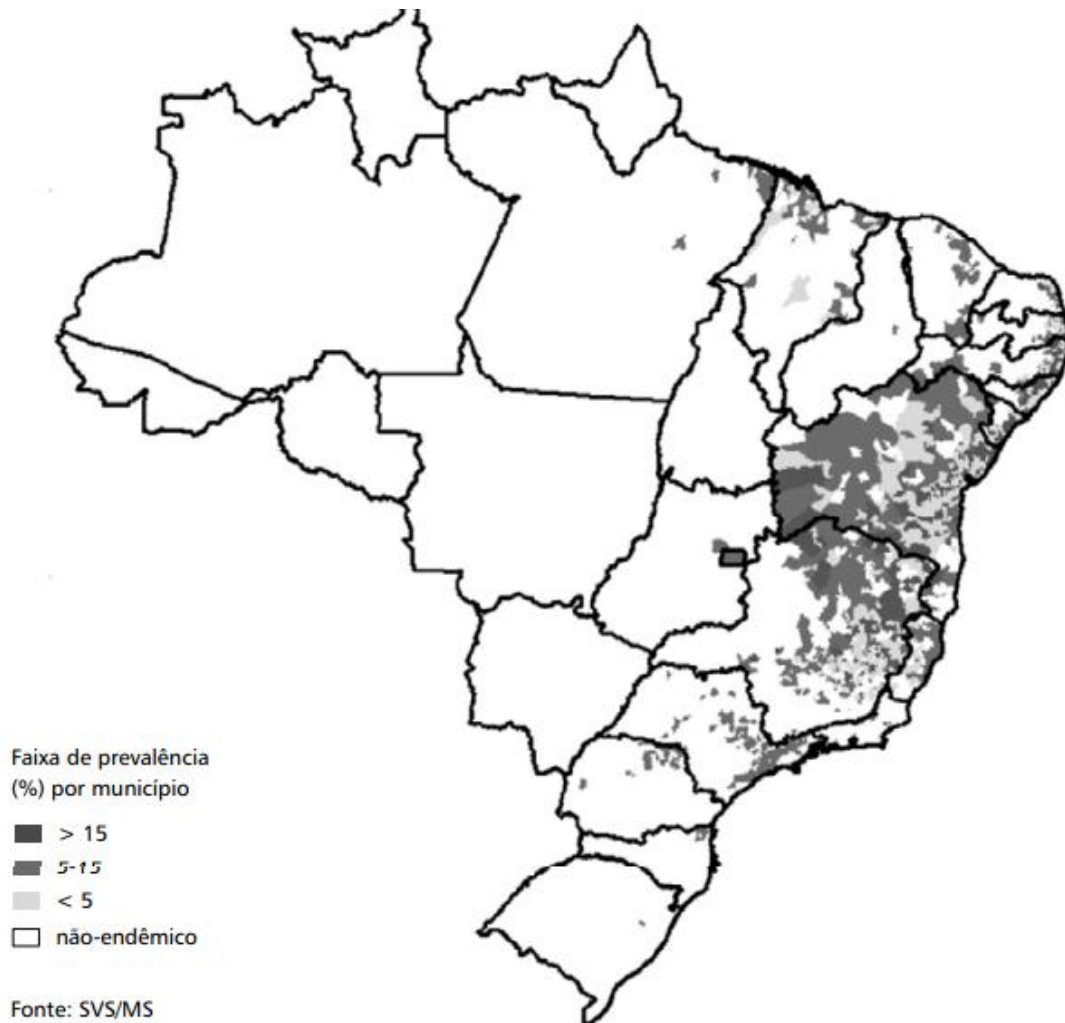 Faixa de prevalência
(%) por município
> 15
5-15
< 5
não-endêmico
Fonte: SVS/MS